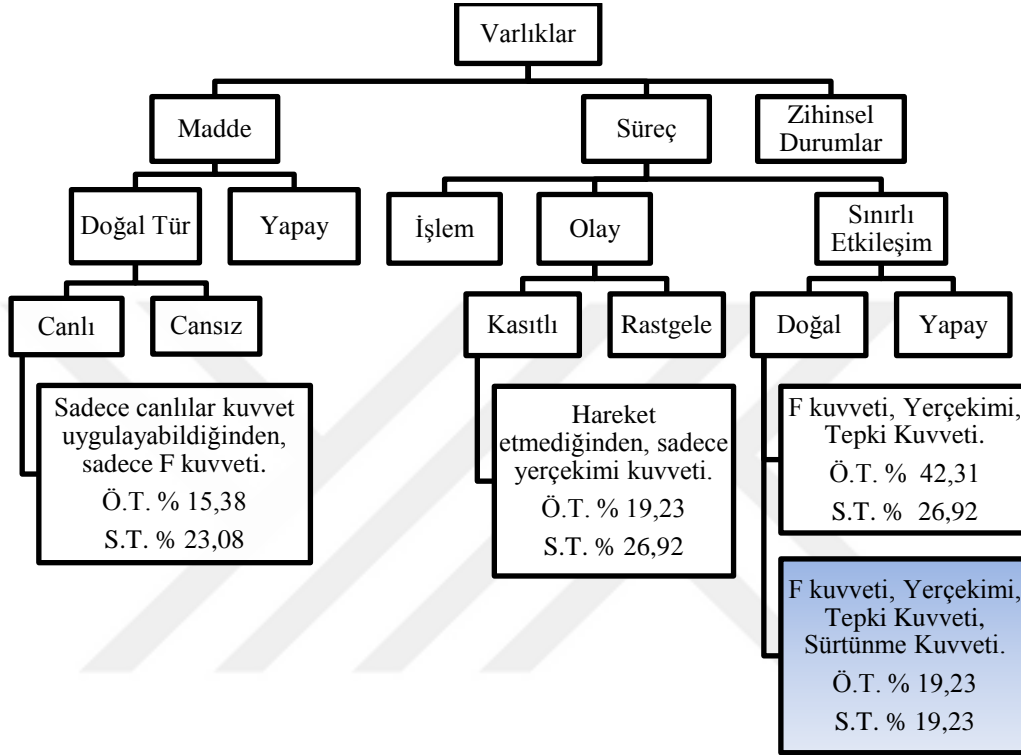 Varlıklar
Madde
Süreç
Zihinsel
Durumlar
Doğal Tür
Yapay
İşlem
Olay
Sınırlı
Etkileşim
Canlı
Cansız
Kasıtlı
Rastgele
Doğal
Yapay
Sadece canlılar kuvvet
uygulayabildiğinden,
sadece F kuvveti.
Ö.T. % 15,38
S.T. % 23,08
Hareket
etmediğinden, sadece
yerçekimi kuvveti.
Ö.T. % 19,23
S.T. % 26,92
F kuvveti, Yerçekimi,
Tepki Kuvveti.
Ö.T. % 42,31
S.T. % 26,92
F kuvveti, Yerçekimi,
Tepki Kuvveti,
Sürtünme Kuvveti.
Ö.T. % 19,23
S.T. % 19,23